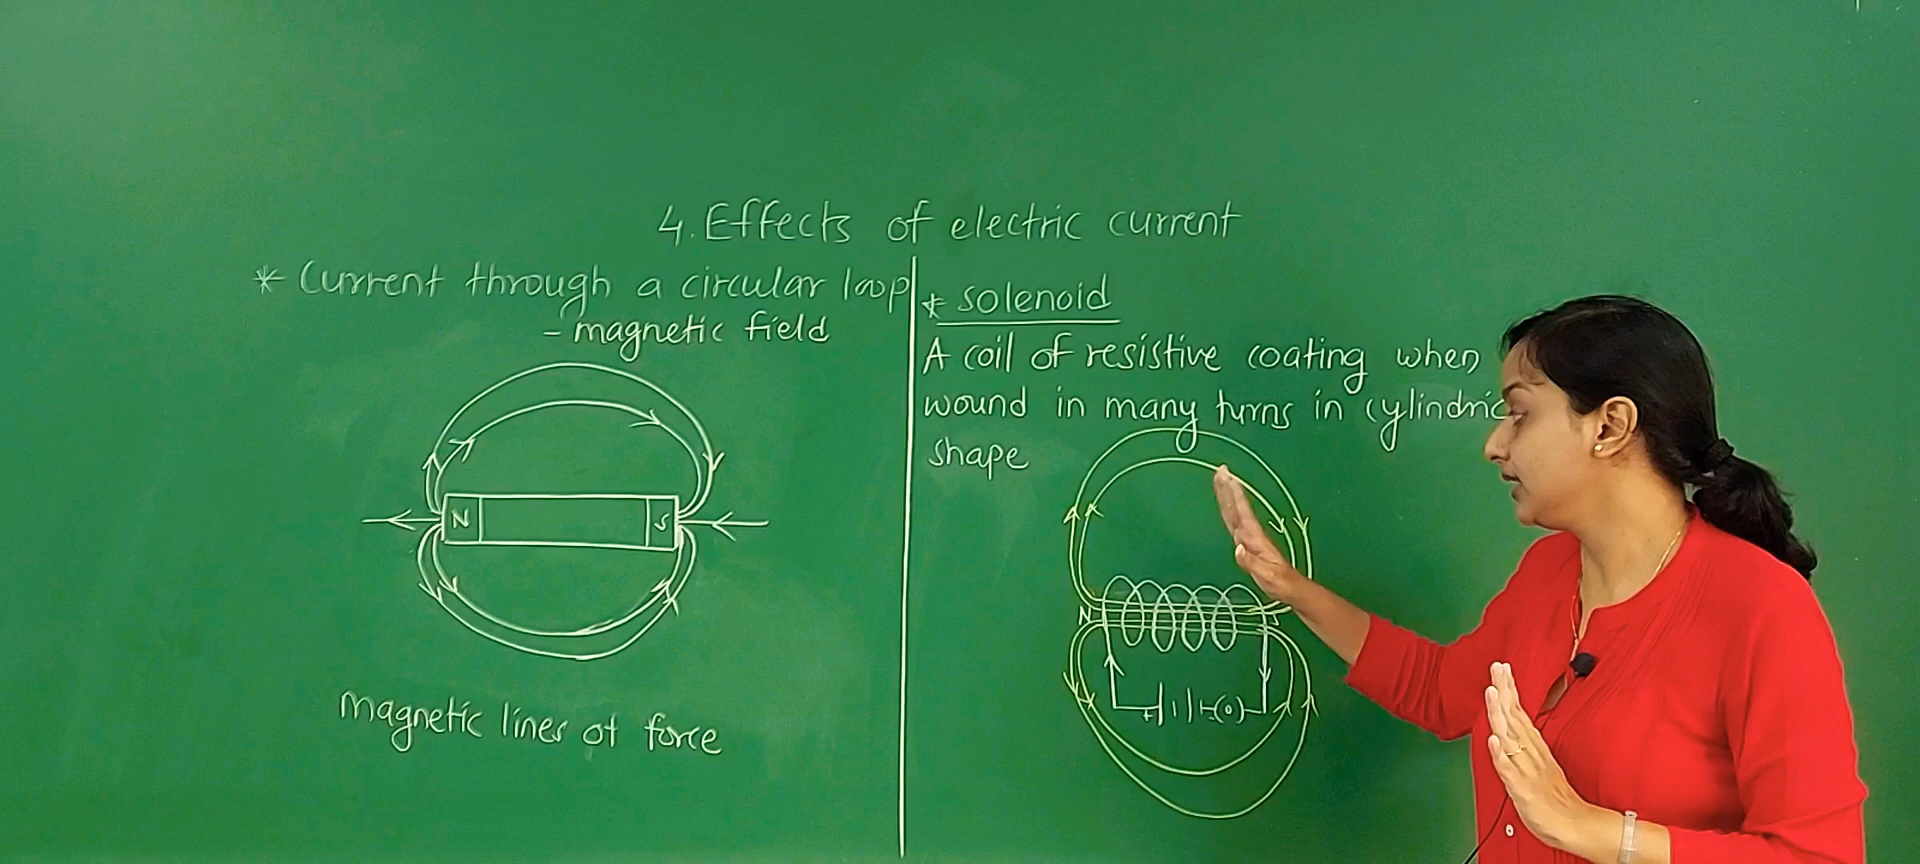 4. Effects of electric current
* Current through a circular loop
- magnetic field
N S
magnetic lines of force
* Solenoid
A coil of resistive coating when
wound in many turns in cylindric
shape
N S
+ (0)